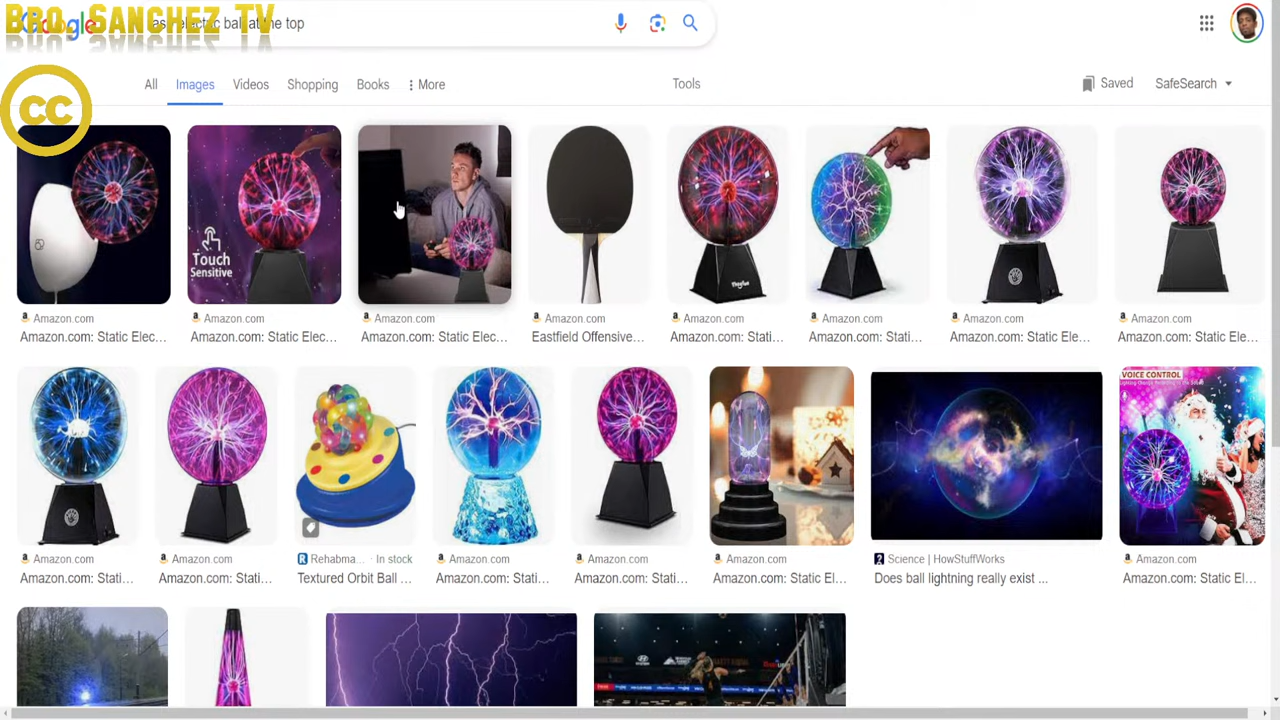 Bro. Sanchez TV
electric ball at the top
CC
All Images Videos Shopping Books More Tools Saved SafeSearch
Touch
Sensitive
Amazon.com
Amazon.com: Static Elec...
Amazon.com
Amazon.com: Static Elec...
Amazon.com
Amazon.com: Static Elec...
Amazon.com
Eastfield Offensive...
Amazon.com
Amazon.com: Stati...
Amazon.com
Amazon.com: Stati...
Amazon.com
Amazon.com: Static Ele...
Amazon.com
Amazon.com: Static Ele...
VOICE CONTROL
Amazon.com
Amazon.com: Stati...
Amazon.com
Amazon.com: Stati...
Rehabma... · In stock
Textured Orbit Ball ...
Amazon.com
Amazon.com: Stati...
Amazon.com
Amazon.com: Stati...
Amazon.com
Amazon.com: Static El...
Science | HowStuffWorks
Does ball lightning really exist ...
Amazon.com
Amazon.com: Static El...